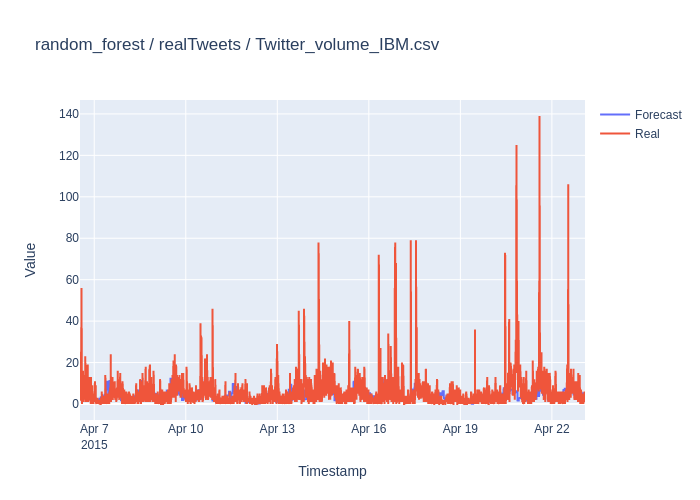 random_forest / realTweets / Twitter_volume_IBM.csv
Forecast
Real
140
120
100
80
60
40
20
0
Value
Apr 7
2015
Apr 10
Apr 13
Apr 16
Apr 19
Apr 22
Timestamp